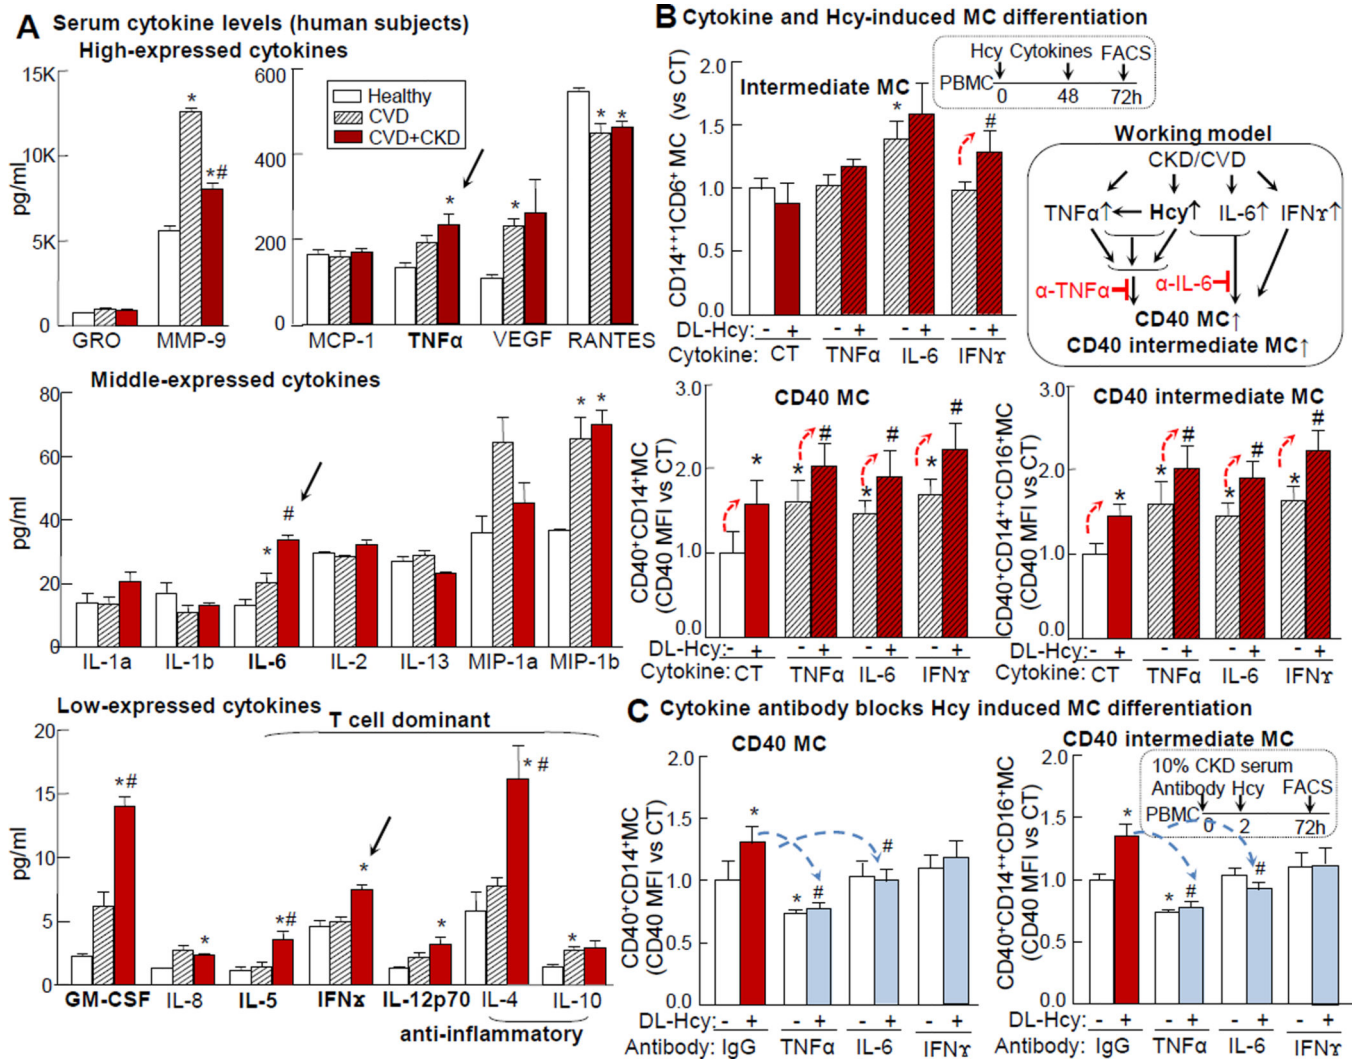 A Serum cytokine levels (human subjects)
High-expressed cytokines
15K
10K
5K
0
pg/ml
*
*#
GRO MMP-9
600
400
200
0
Healthy
CVD
CVD+CKD
*
*
* *
MCP-1 TNFα VEGF RANTES
Middle-expressed cytokines
80
60
40
20
0
pg/ml
*
#
* *
IL-1a IL-1b IL-6 IL-2 IL-13 MIP-1a MIP-1b
Low-expressed cytokines
T cell dominant
20
15
10
5
0
pg/ml
*#
*
*#
*
*
*#
*
GM-CSF IL-8 IL-5 IFNɤ IL-12p70 IL-4 IL-10
anti-inflammatory
B Cytokine and Hcy-induced MC differentiation
Intermediate MC
CD14⁺⁺1CD6⁺ MC (vs CT)
2.0
1.5
1.0
0.5
0.0
*
#
DL-Hcy: - + - + - + - +
Cytokine: CT TNFα IL-6 IFNɤ
Hcy Cytokines FACS
PBMC
0 48 72h
Working model
CKD/CVD
TNFα↑ Hcy↑ IL-6↑ IFNɤ↑
α-TNFα α-IL-6
CD40 MC↑
CD40 intermediate MC↑
CD40 MC
CD40⁺CD14⁺MC
(CD40 MFI vs CT)
3.0
2.0
1.0
0.0
*
* #
* #
* #
DL-Hcy: - + - + - + - +
Cytokine: CT TNFα IL-6 IFNɤ
CD40 intermediate MC
CD40⁺CD14⁺⁺CD16⁺MC
(CD40 MFI vs CT)
3.0
2.0
1.0
0.0
*
* #
* #
* #
DL-Hcy: - + - + - + - +
Cytokine: CT TNFα IL-6 IFNɤ
C Cytokine antibody blocks Hcy induced MC differentiation
CD40 MC
CD40⁺CD14⁺MC
(CD40 MFI vs CT)
2.0
1.5
1.0
0.5
0.0
*
* #
#
DL-Hcy: - + - + - + - +
Antibody: IgG TNFα IL-6 IFNɤ
CD40 intermediate MC
CD40⁺CD14⁺⁺CD16⁺MC
(CD40 MFI vs CT)
2.0
1.5
1.0
0.5
0.0
10% CKD serum
Antibody Hcy FACS
PBMC
0 2 72h
*
* #
#
DL-Hcy: - + - + - + - +
Antibody: IgG TNFα IL-6 IFNɤ